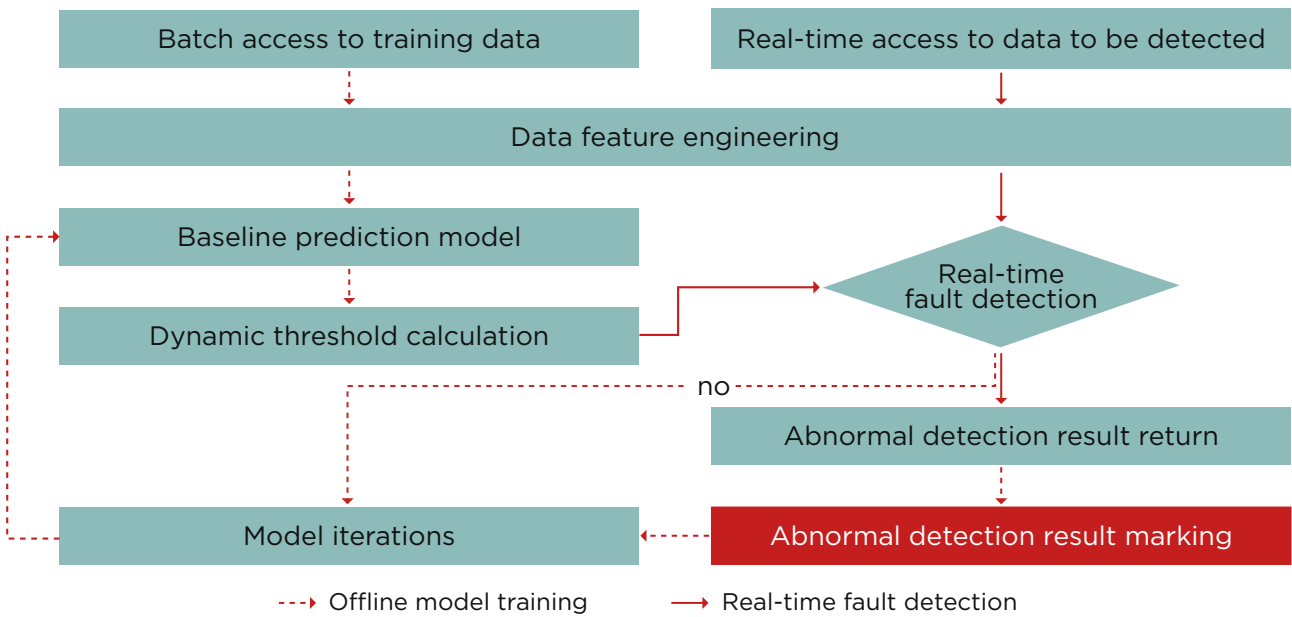 Batch access to training data
Real-time access to data to be detected
Data feature engineering
Baseline prediction model
Real-time
fault detection
Dynamic threshold calculation
no
Abnormal detection result return
Model iterations
Abnormal detection result marking
Offline model training
Real-time fault detection